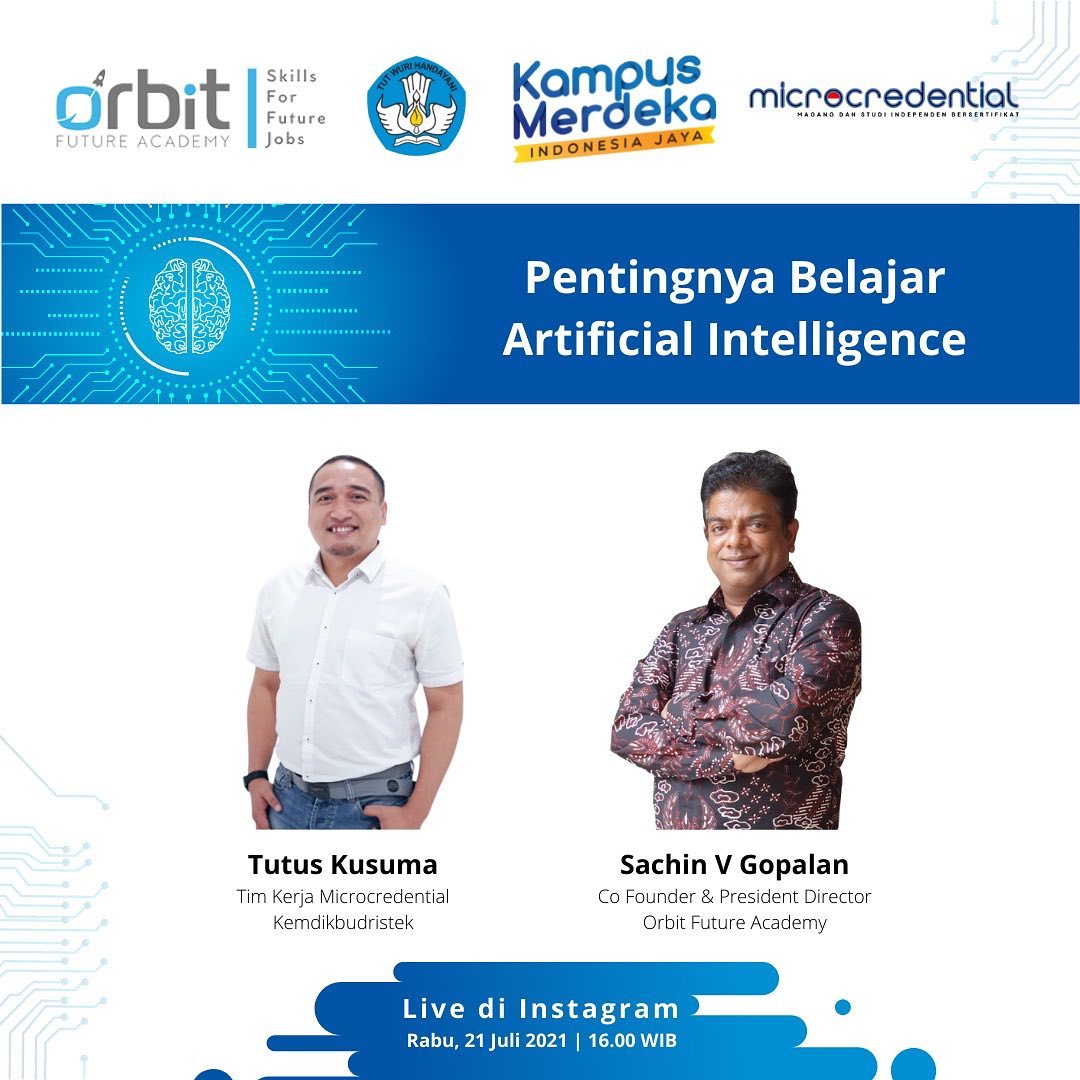 orbit
FUTURE ACADEMY
Skills
For
Future
Jobs
TUT WURI HANDAYANI
Kampus
Merdeka
INDONESIA JAYA
microcredential
MAGANG DAN STUDI INDEPENDEN BERSERTIFIKAT
Pentingnya Belajar
Artificial Intelligence
Tutus Kusuma
Tim Kerja Microcredential
Kemdikbudristek
Sachin V Gopalan
Co Founder & President Director
Orbit Future Academy
Live di Instagram
Rabu, 21 Juli 2021 | 16.00 WIB